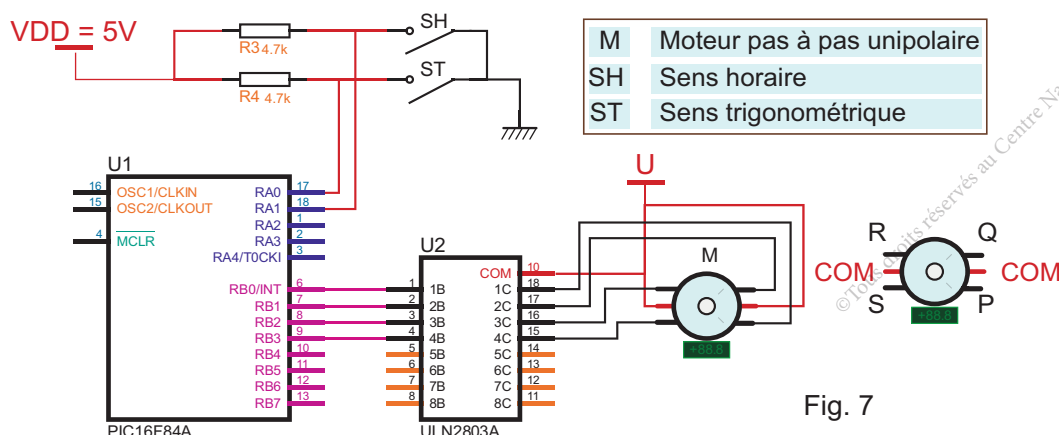 VDD = 5V
R3 4.7k
R4 4.7k
SH
ST
M Moteur pas à pas unipolaire
SH Sens horaire
ST Sens trigonométrique
U1
16 OSC1/CLKIN
15 OSC2/CLKOUT
4 MCLR
RA0 17
RA1 18
RA2 1
RA3 2
RA4/T0CKI 3
RB0/INT 6
RB1 7
RB2 8
RB3 9
RB4 10
RB5 11
RB6 12
RB7 13
PIC16F84A
U2
COM 10
1 1B 1C 18
2 2B 2C 17
3 3B 3C 16
4 4B 4C 15
5 5B 5C 14
6 6B 6C 13
7 7B 7C 12
8 8B 8C 11
ULN2803A
U
M
+88.8
R Q
COM COM
S P
+88.8
Fig. 7
©Tous droits réservés au Centre